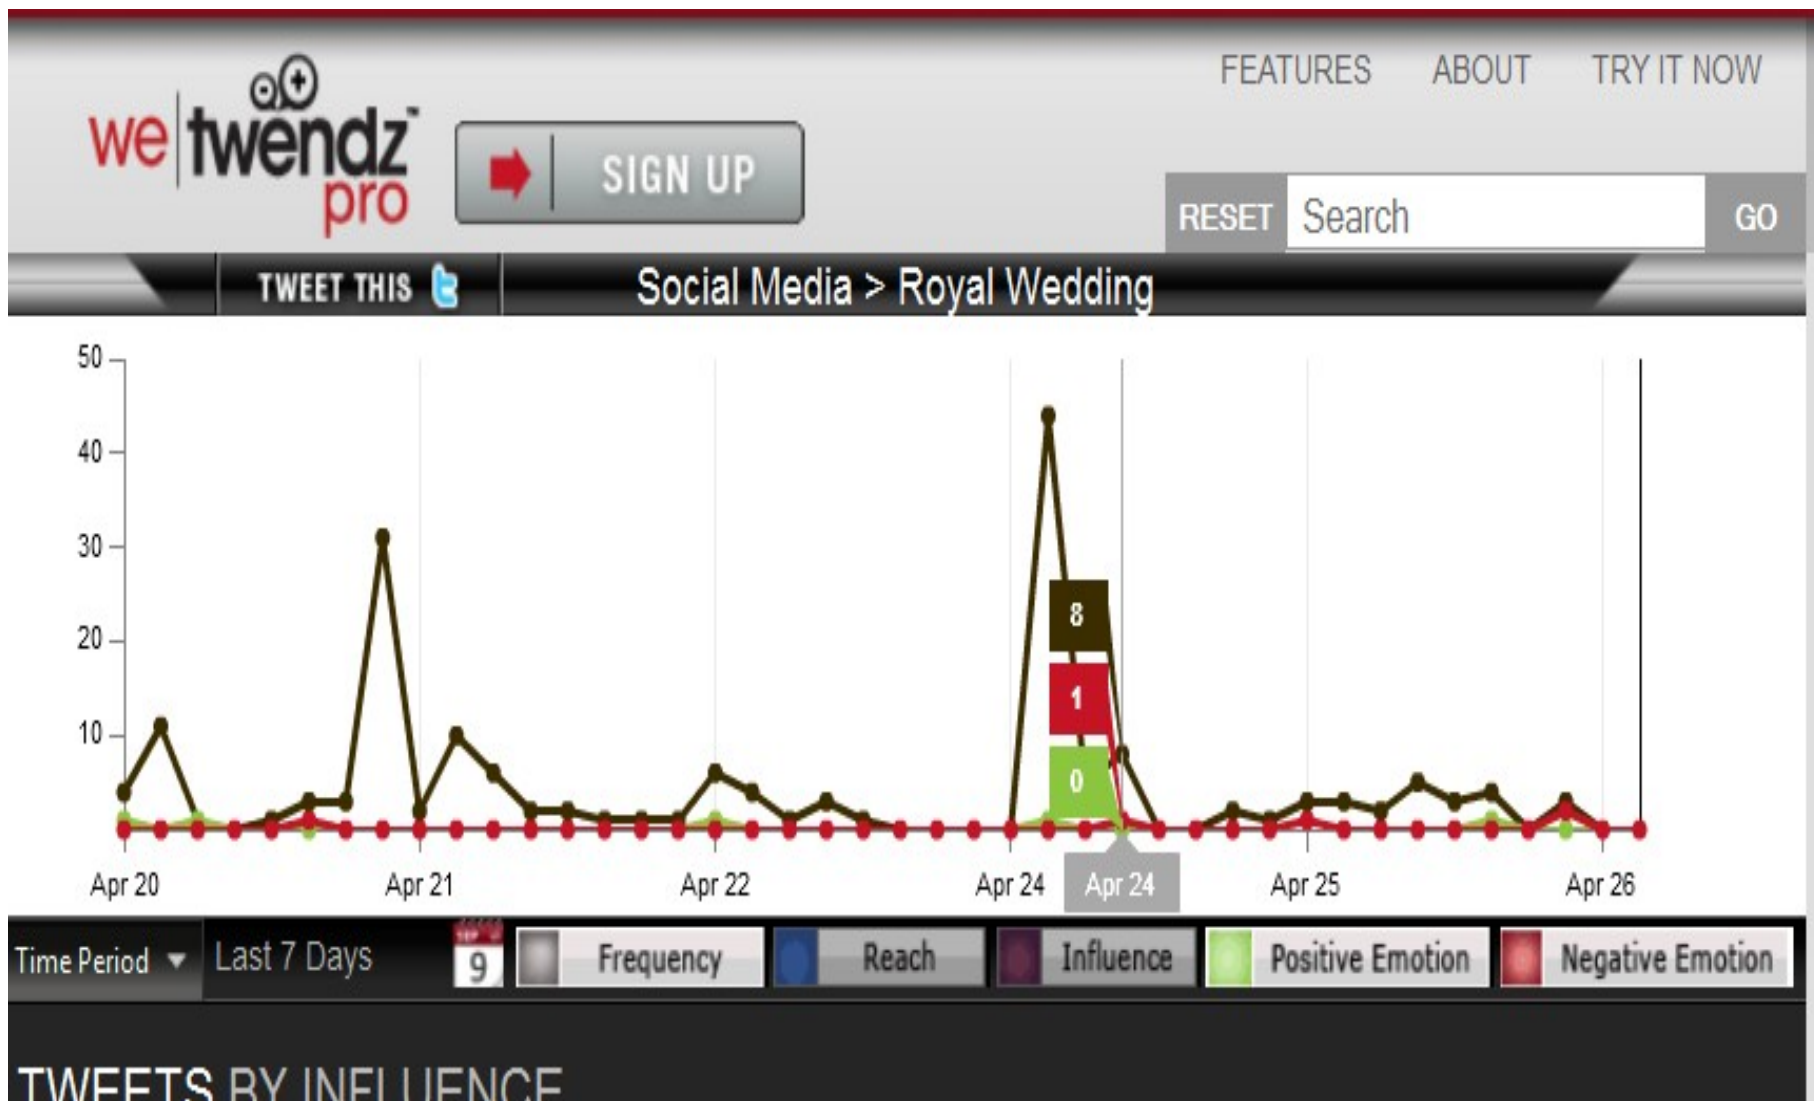 FEATURES ABOUT TRY IT NOW
we twendz™
pro
SIGN UP
RESET Search GO
TWEET THIS Social Media > Royal Wedding
50
40
30
20
10
8
1
0
Apr 20 Apr 21 Apr 22 Apr 24 Apr 24 Apr 25 Apr 26
Time Period Last 7 Days 9 Frequency Reach Influence Positive Emotion Negative Emotion
TWEETS BY INFLUENCE